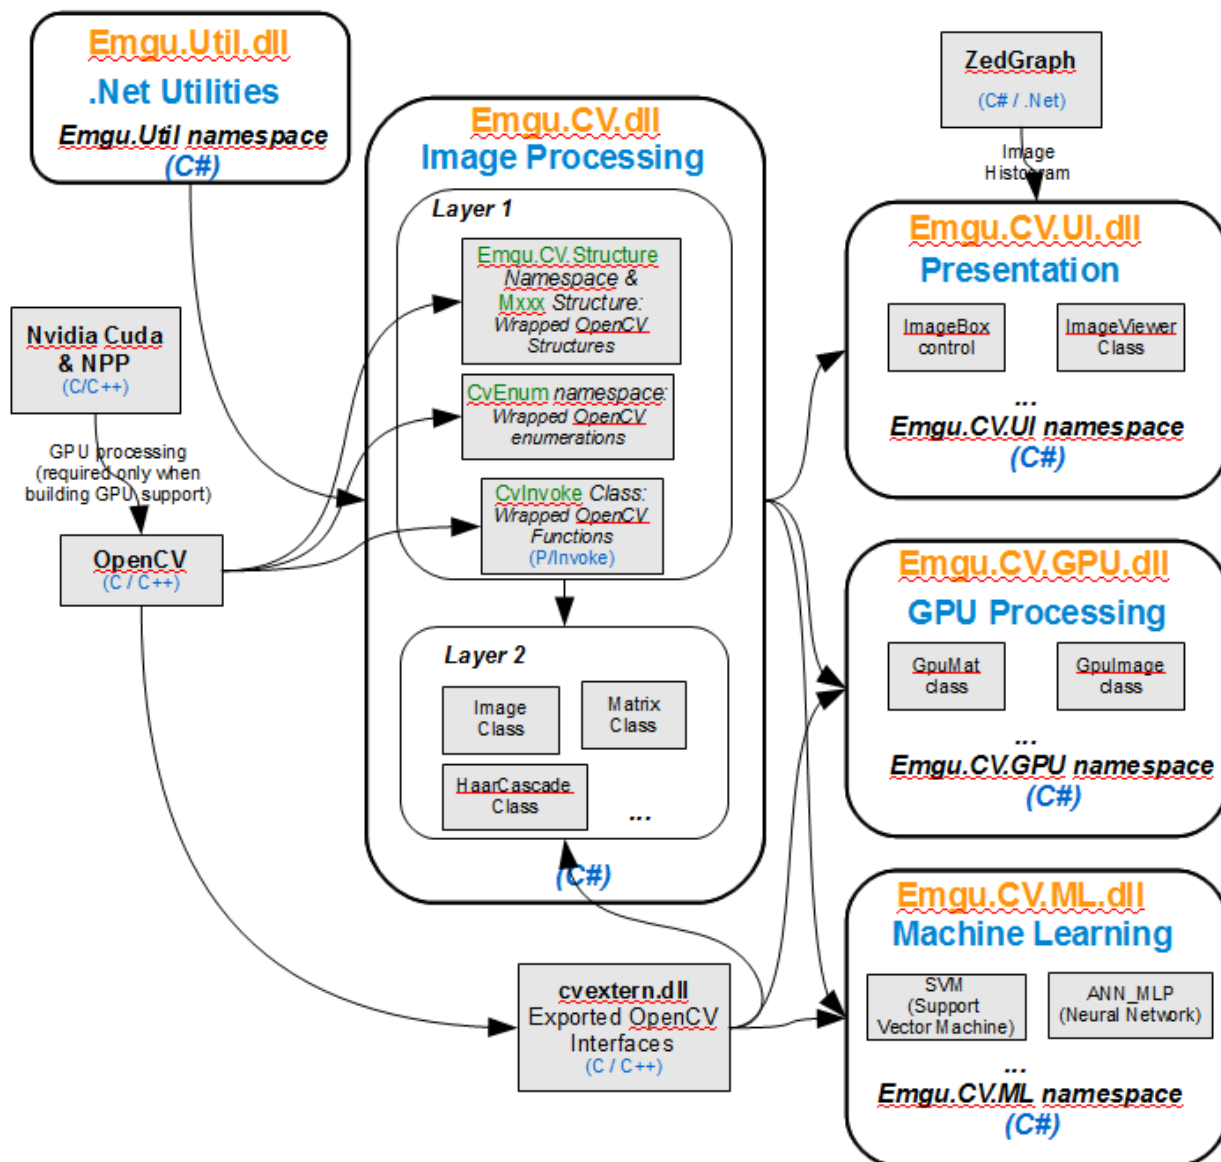 Emgu.Util.dll
.Net Utilities
Emgu.Util namespace
(C#)
Nvidia Cuda
& NPP
(C/C++)
GPU processing
(required only when
building GPU support)
OpenCV
(C / C++)
Emgu.CV.dll
Image Processing
Layer 1
Emgu.CV.Structure
Namespace &
Mxxx Structure:
Wrapped OpenCV
Structures
CvEnum namespace:
Wrapped OpenCV
enumerations
CvInvoke Class:
Wrapped OpenCV
Functions
(P/Invoke)
Layer 2
Image
Class
Matrix
Class
HaarCascade
Class
...
(C#)
cvextern.dll
Exported OpenCV
Interfaces
(C / C++)
ZedGraph
(C# / .Net)
Image
Histogram
Emgu.CV.UI.dll
Presentation
ImageBox
control
ImageViewer
Class
...
Emgu.CV.UI namespace
(C#)
Emgu.CV.GPU.dll
GPU Processing
GpuMat
class
GpuImage
class
...
Emgu.CV.GPU namespace
(C#)
Emgu.CV.ML.dll
Machine Learning
SVM
(Support
Vector Machine)
ANN_MLP
(Neural Network)
...
Emgu.CV.ML namespace
(C#)